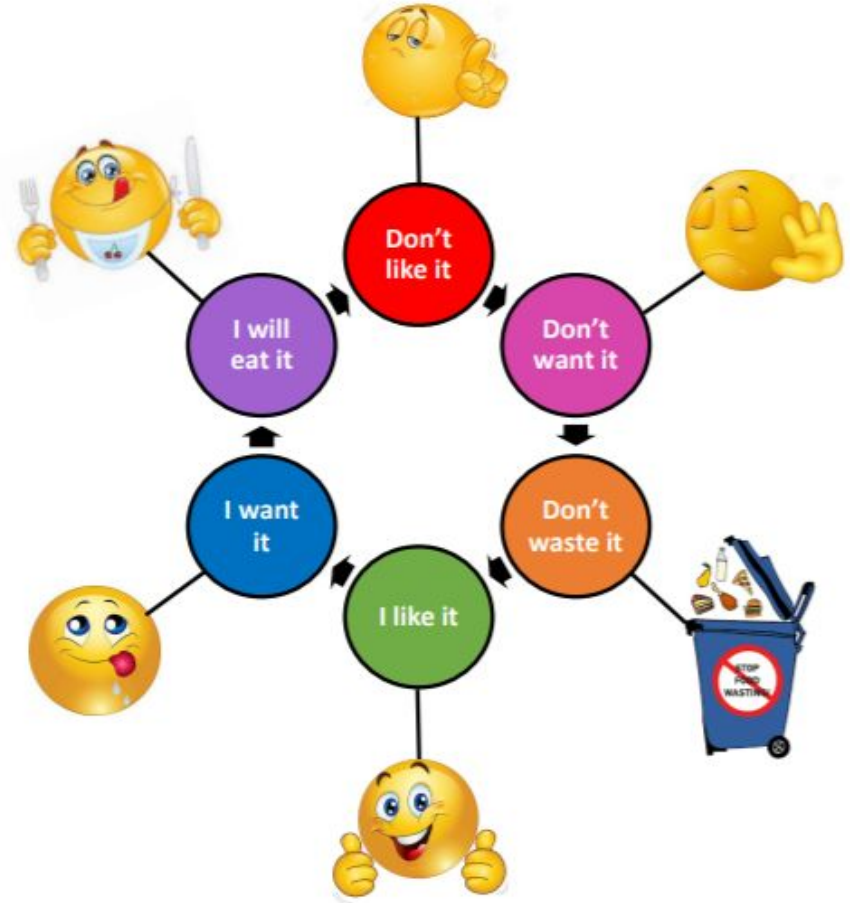 Don't
like it
Don't
want it
Don't
waste it
I like it
I want
it
I will
eat it
STOP
FOOD
WASTING!